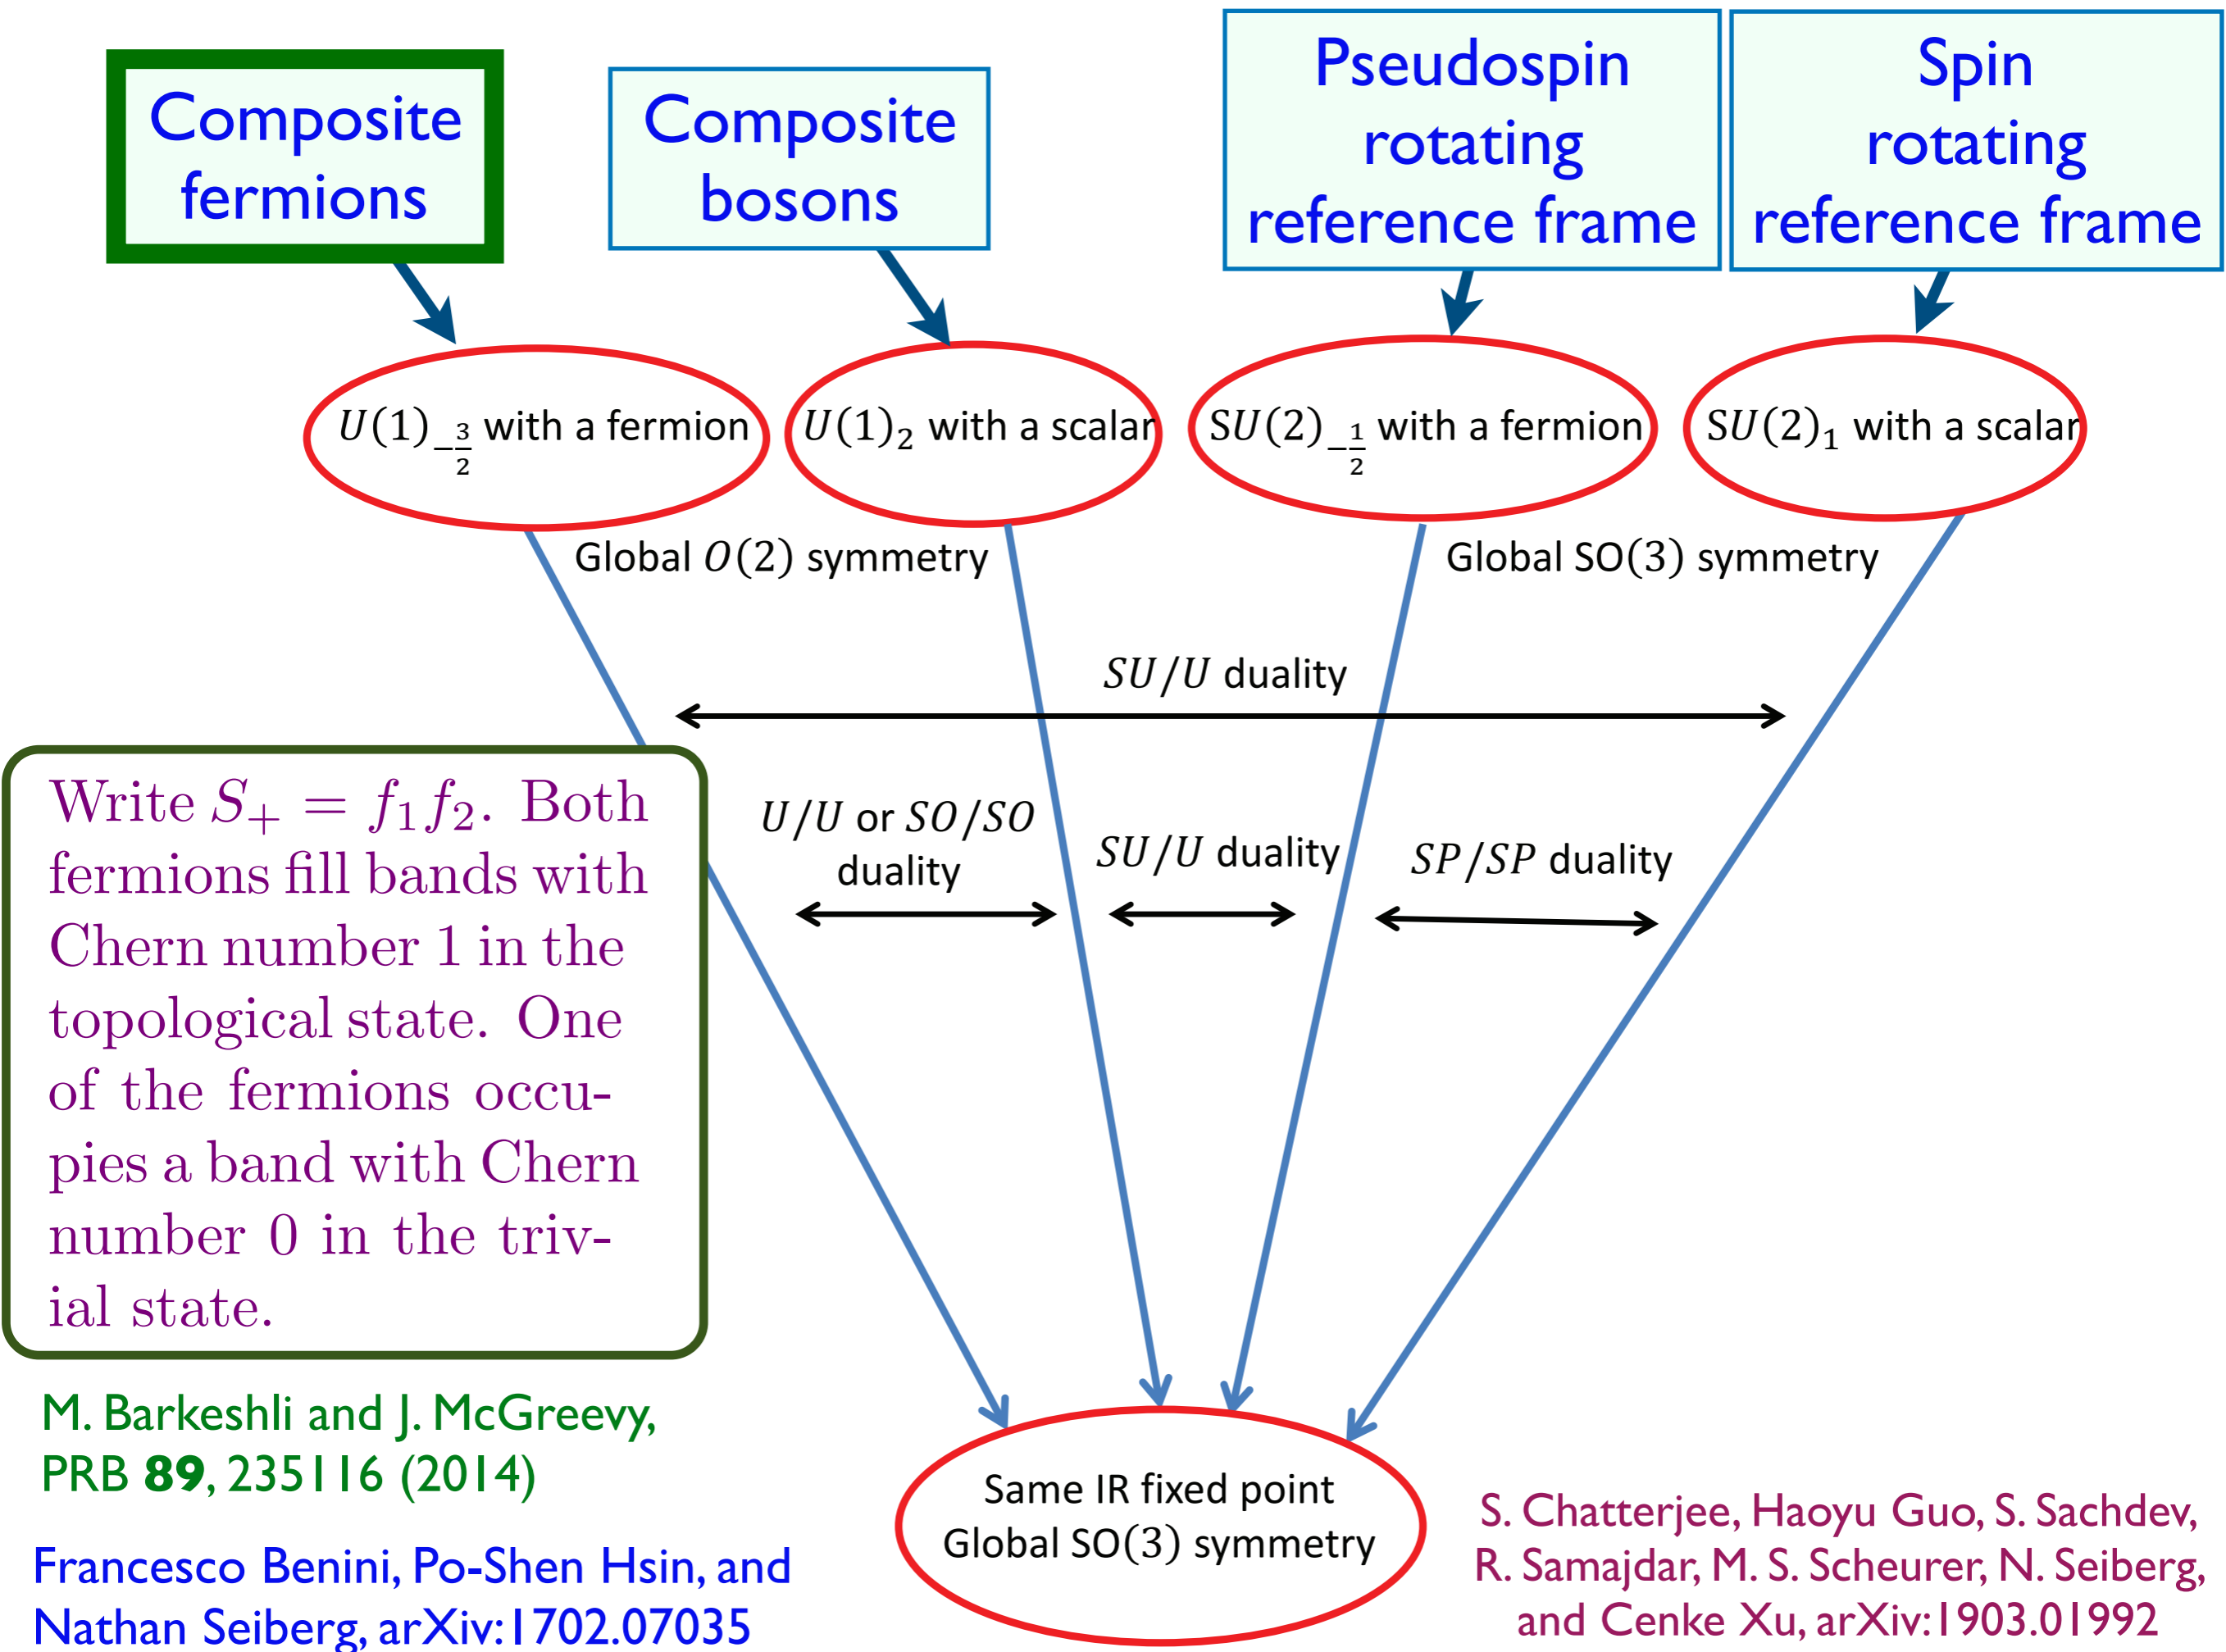 Composite
fermions
Composite
bosons
Pseudospin
rotating
reference frame
Spin
rotating
reference frame
𝑈(1)₋₃⁄₂ with a fermion
𝑈(1)₂ with a scalar
S𝑈(2)₋₁⁄₂ with a fermion
S𝑈(2)₁ with a scalar
Global 𝑂(2) symmetry
Global SO(3) symmetry
𝑆𝑈/𝑈 duality
𝑈/𝑈 or 𝑆𝑂/𝑆𝑂
duality
𝑆𝑈/𝑈 duality
𝑆𝑃/𝑆𝑃 duality
Write S₊ = f₁f₂. Both
fermions fill bands with
Chern number 1 in the
topological state. One
of the fermions occu-
pies a band with Chern
number 0 in the triv-
ial state.
M. Barkeshli and J. McGreevy,
PRB 89, 235116 (2014)
Francesco Benini, Po-Shen Hsin, and
Nathan Seiberg, arXiv:1702.07035
Same IR fixed point
Global SO(3) symmetry
S. Chatterjee, Haoyu Guo, S. Sachdev,
R. Samajdar, M. S. Scheurer, N. Seiberg,
and Cenke Xu, arXiv:1903.01992